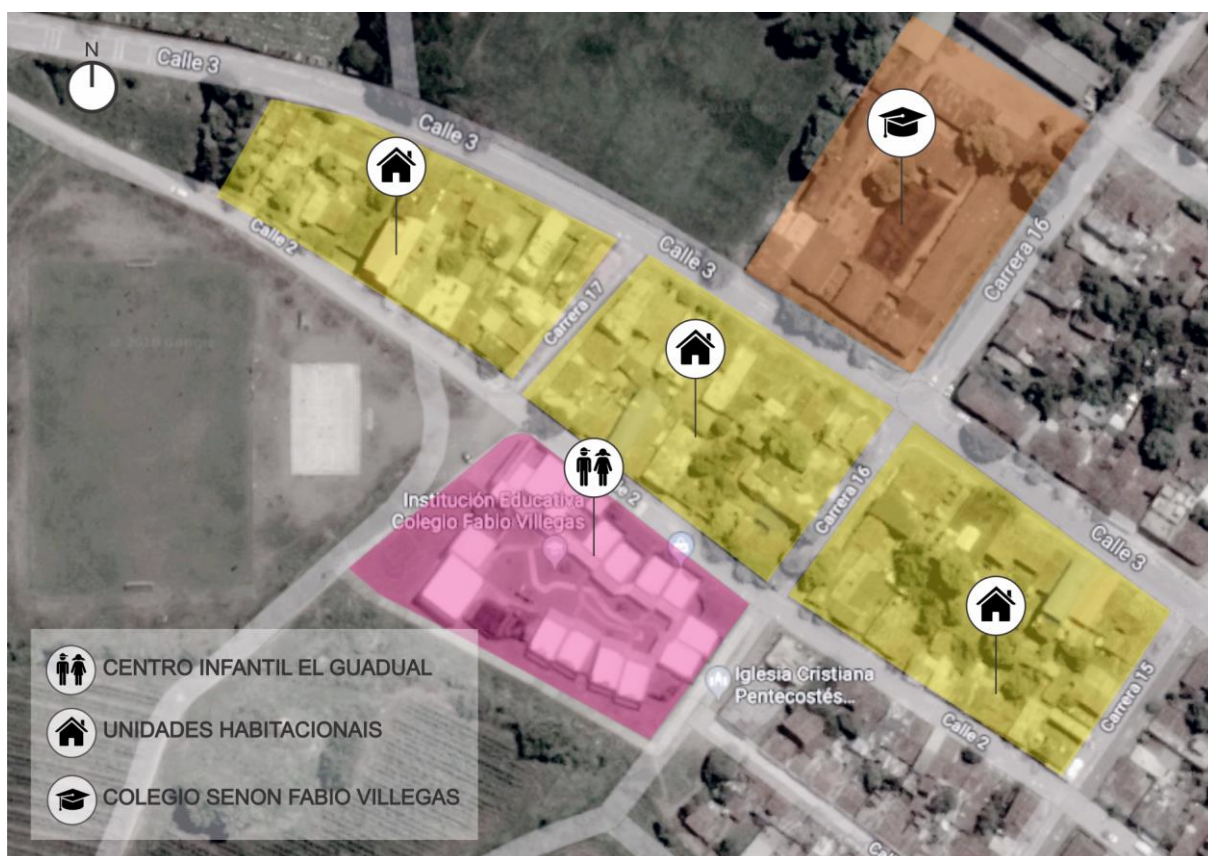 N
Calle 3
Calle 3
Calle 3
Calle 2
Carrera 17
Carrera 16
Institución Educativa
Colegio Fabio Villegas
Carrera 16
Calle 3
Iglesia Cristiana
Pentecostés...
Calle 2
Carrera 15
CENTRO INFANTIL EL GUADUAL
UNIDADES HABITACIONAIS
COLEGIO SENON FABIO VILLEGAS